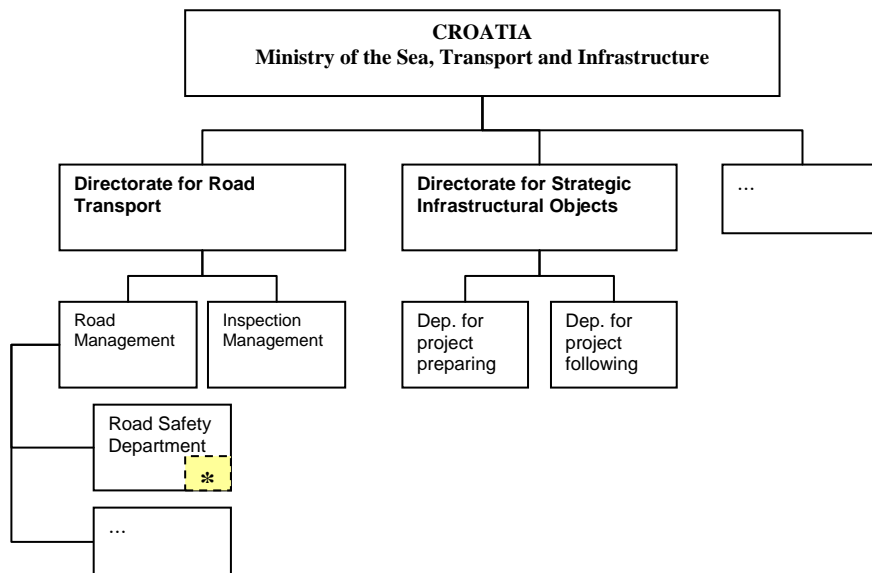 CROATIA
Ministry of the Sea, Transport and Infrastructure
Directorate for Road
Transport
Directorate for Strategic
Infrastructural Objects
...
Road
Management
Inspection
Management
Dep. for
project
preparing
Dep. for
project
following
Road Safety
Department
*
...